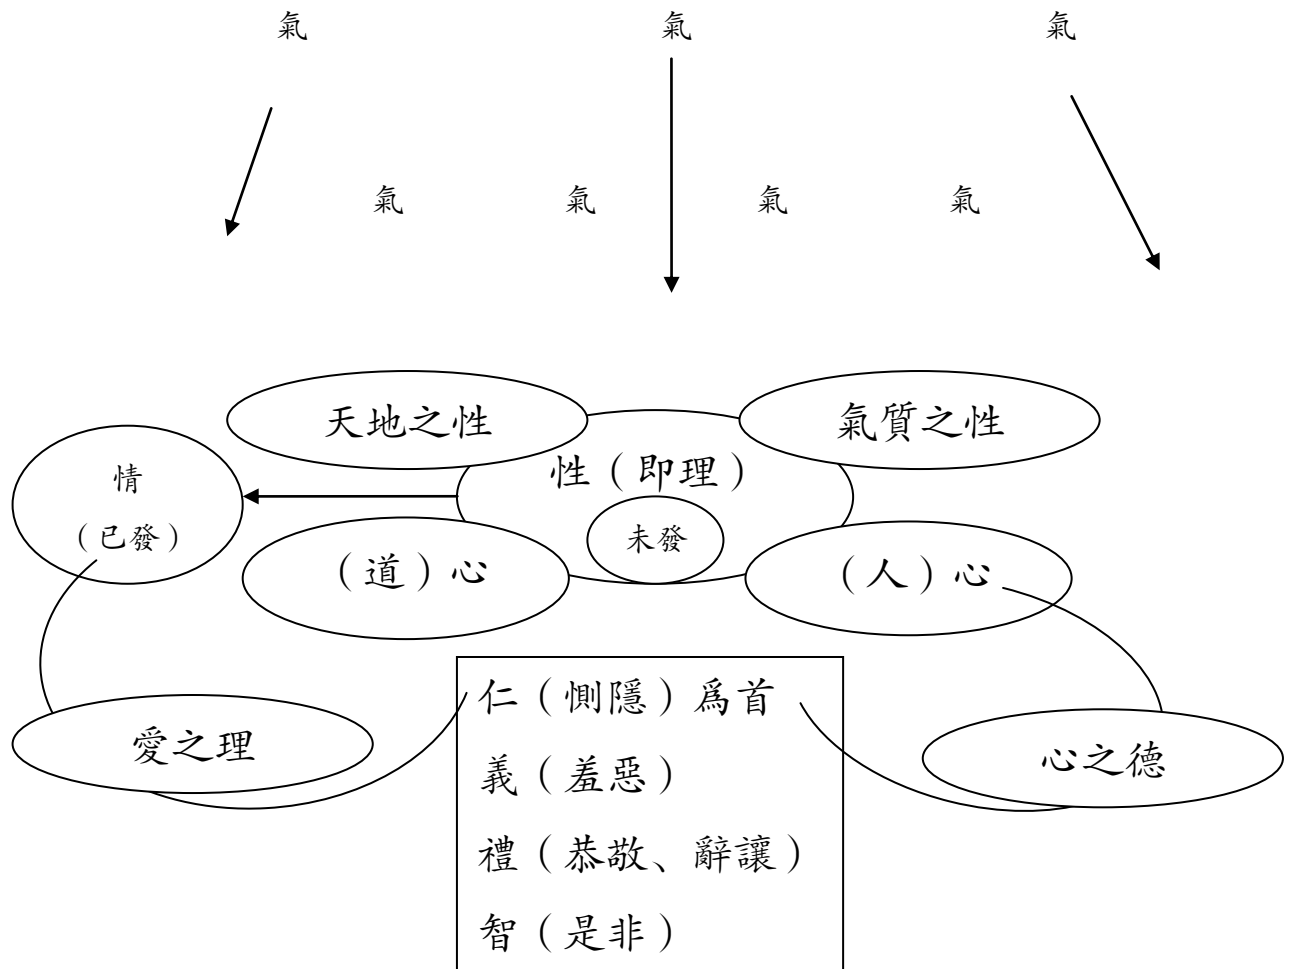 氣 氣 氣
氣 氣 氣 氣
天地之性
氣質之性
性（即理）
情
（已發）
未發
（道）心
（人）心
仁（惻隱）爲首
愛之理
心之德
義（羞惡）
禮（恭敬、辭讓）
智（是非）